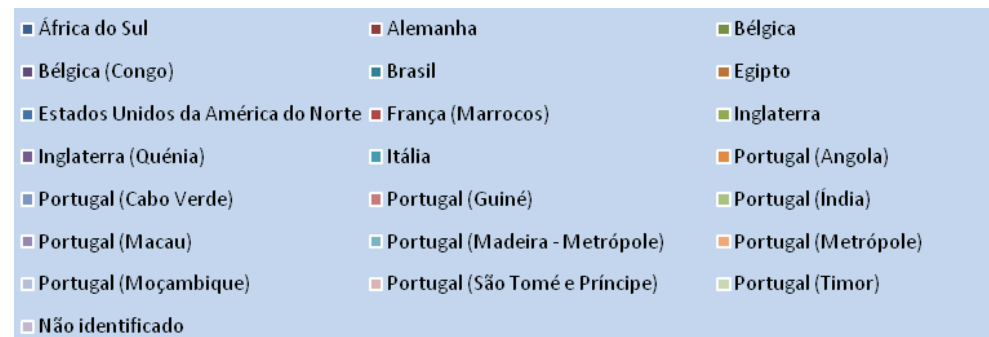 África do Sul Alemanha Bélgica
Bélgica (Congo) Brasil Egipto
Estados Unidos da América do Norte França (Marrocos) Inglaterra
Inglaterra (Quénia) Itália Portugal (Angola)
Portugal (Cabo Verde) Portugal (Guiné) Portugal (Índia)
Portugal (Macau) Portugal (Madeira - Metrópole) Portugal (Metrópole)
Portugal (Moçambique) Portugal (São Tomé e Príncipe) Portugal (Timor)
Não identificado